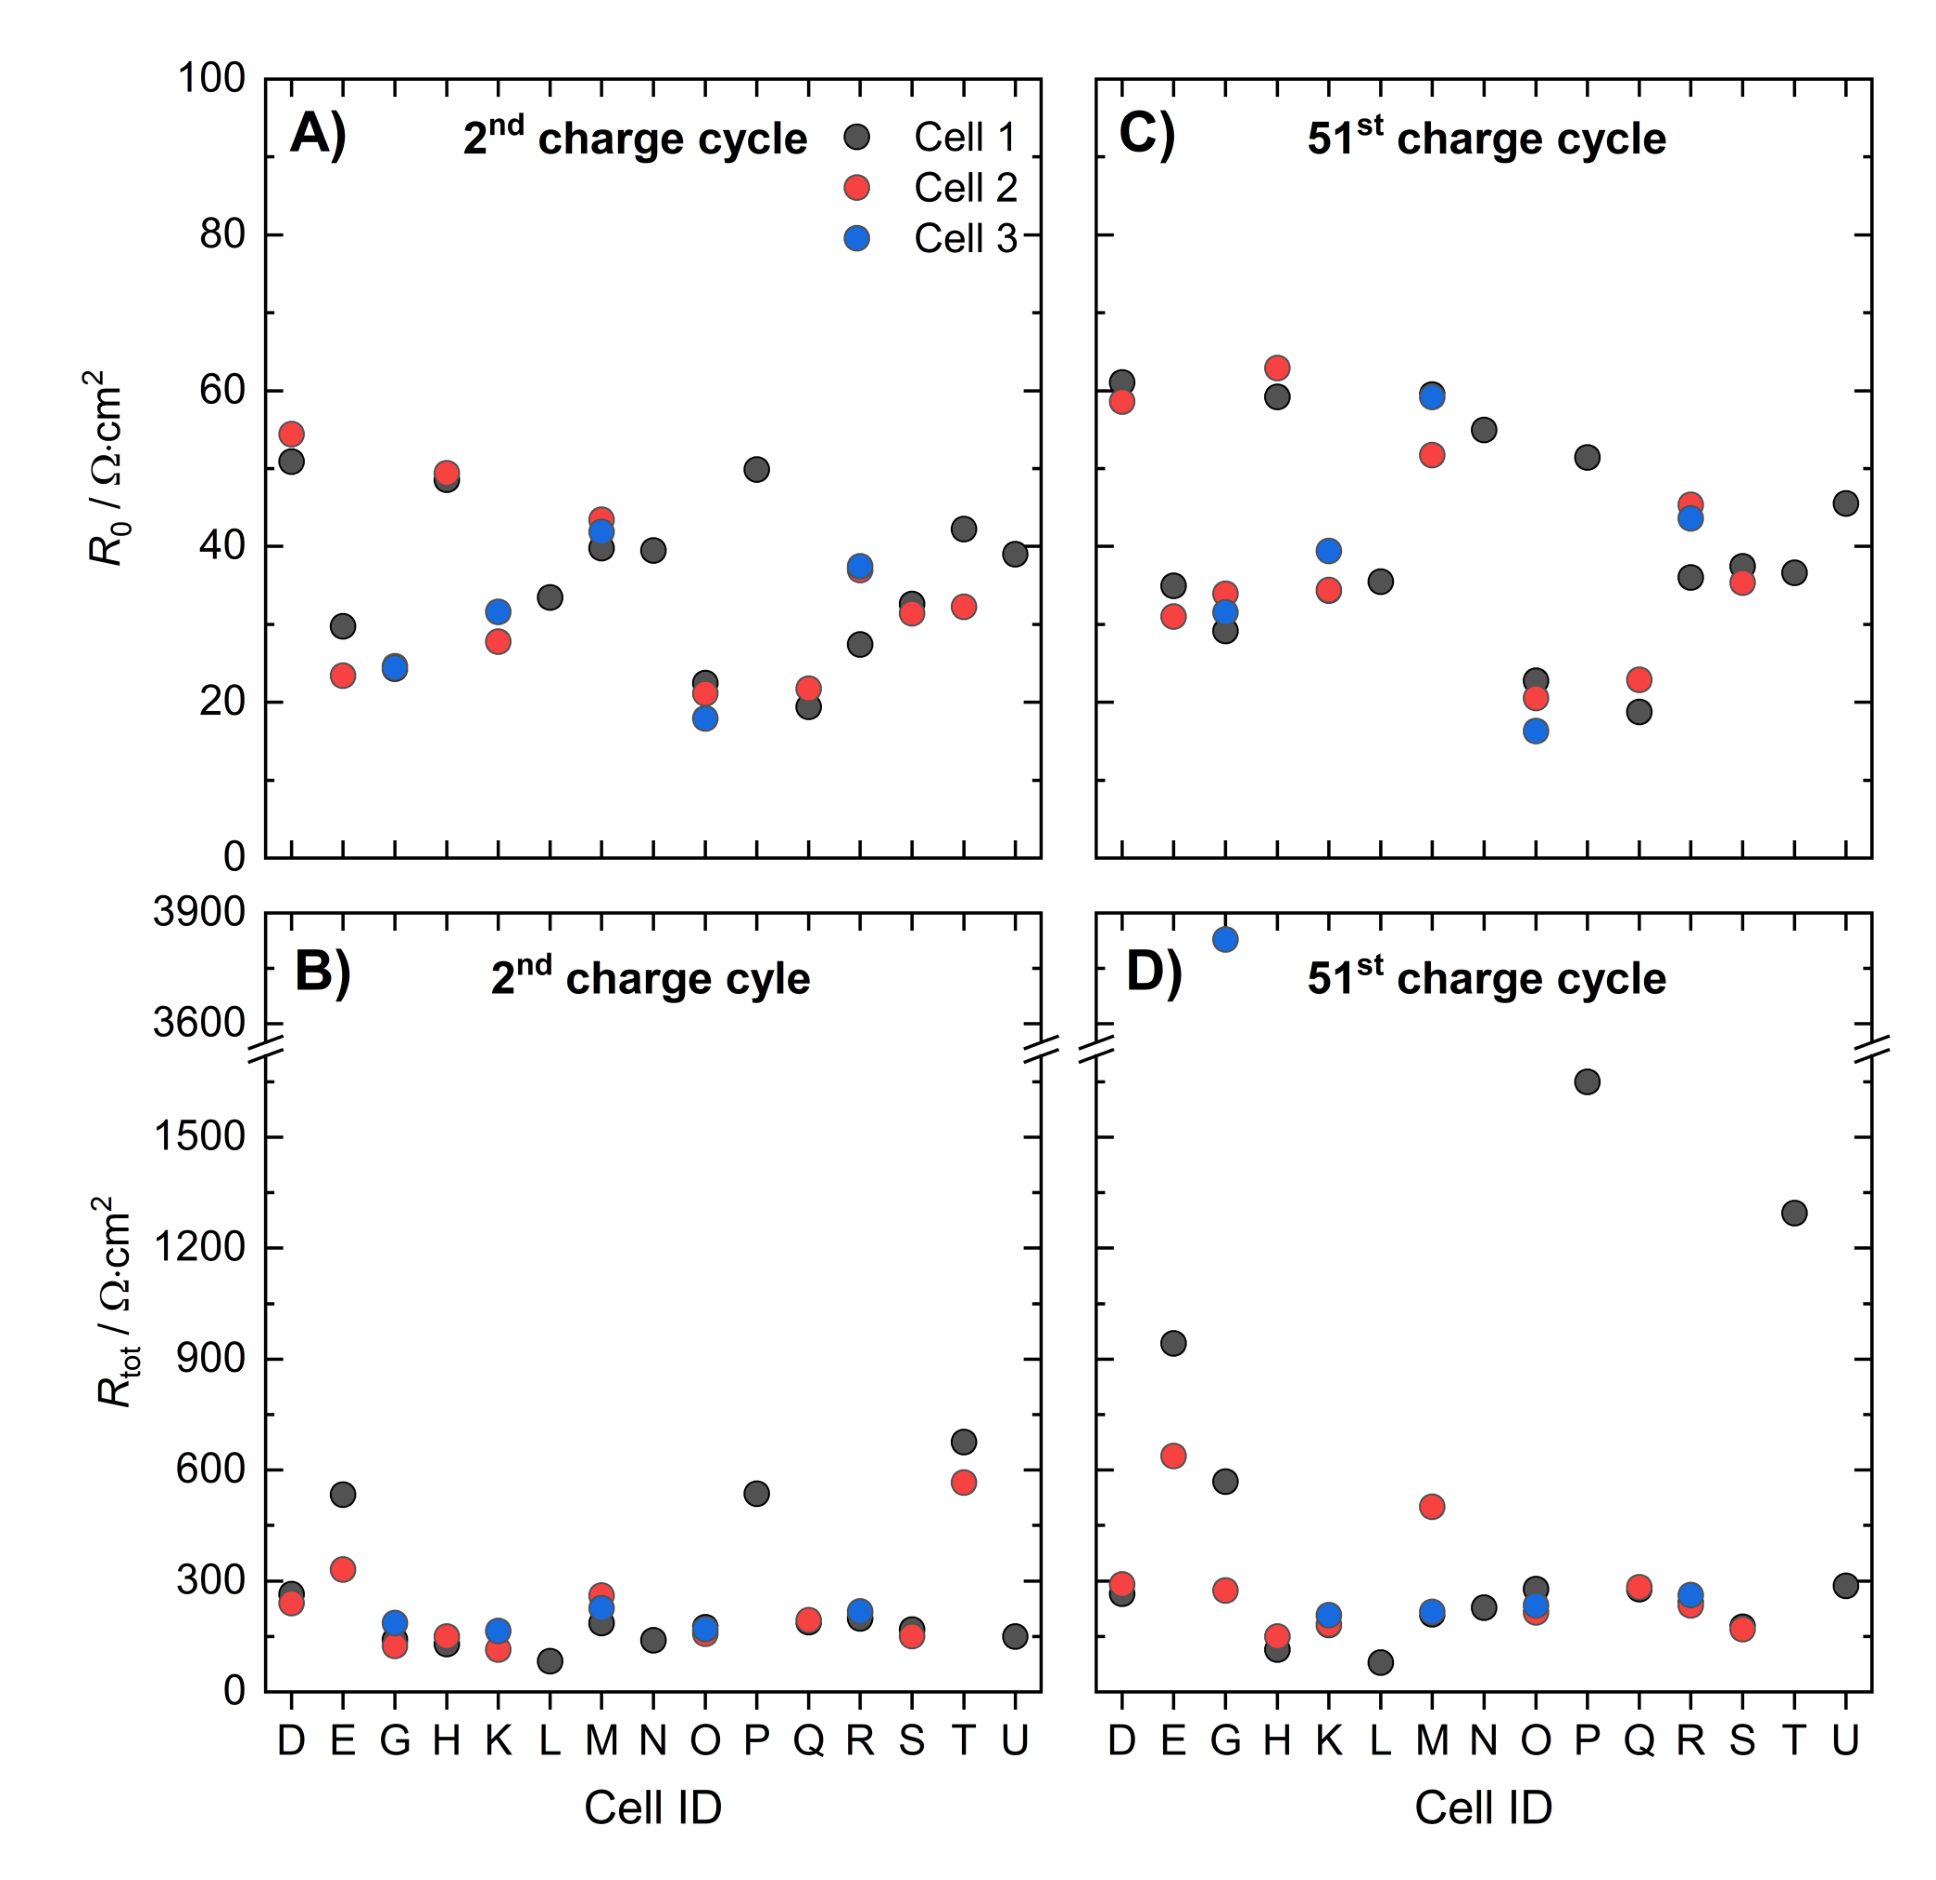 A) 2nd charge cycle
Cell 1
Cell 2
Cell 3
100
80
60
40
20
0
R0 / Ω·cm2
C) 51st charge cycle
B) 2nd charge cyle
3900
3600
1500
1200
900
600
300
0
Rtot / Ω·cm2
D) 51st charge cycle
D E G H K L M N O P Q R S T U
Cell ID
D E G H K L M N O P Q R S T U
Cell ID